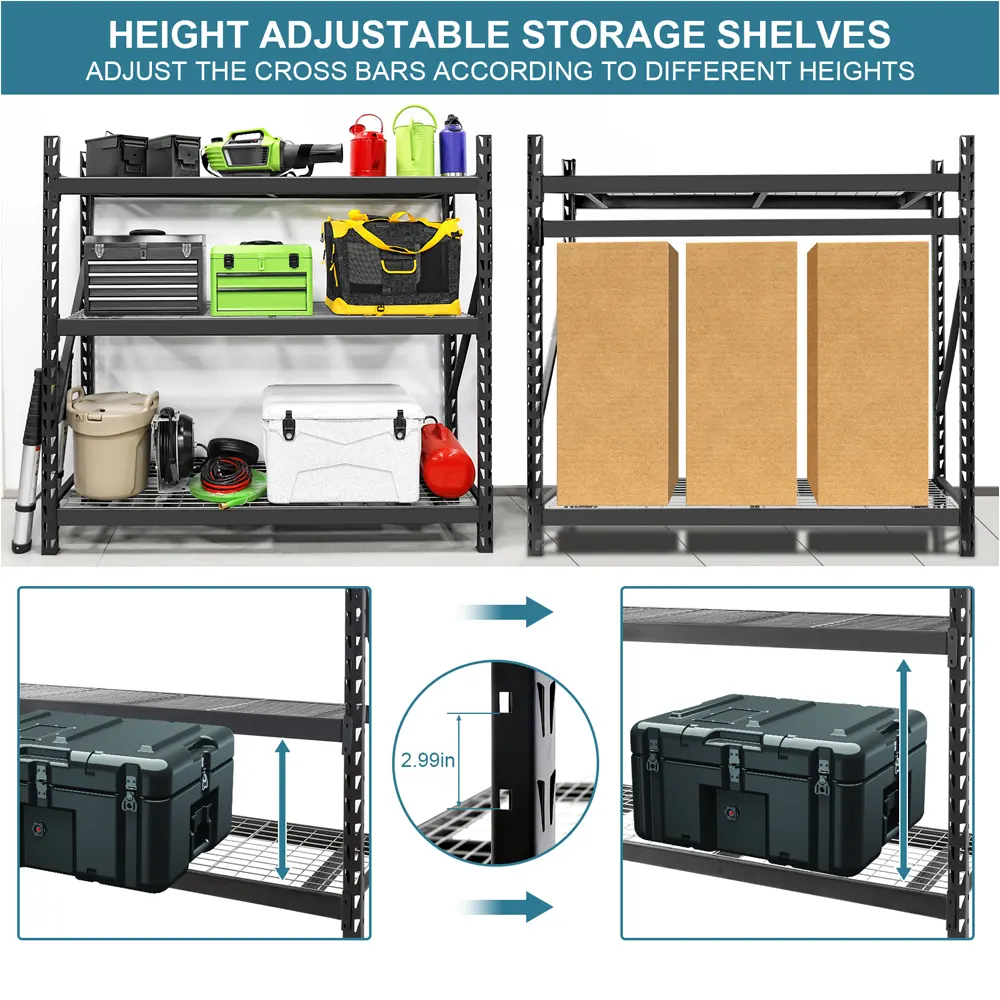 HEIGHT ADJUSTABLE STORAGE SHELVES
ADJUST THE CROSS BARS ACCORDING TO DIFFERENT HEIGHTS
2.99in